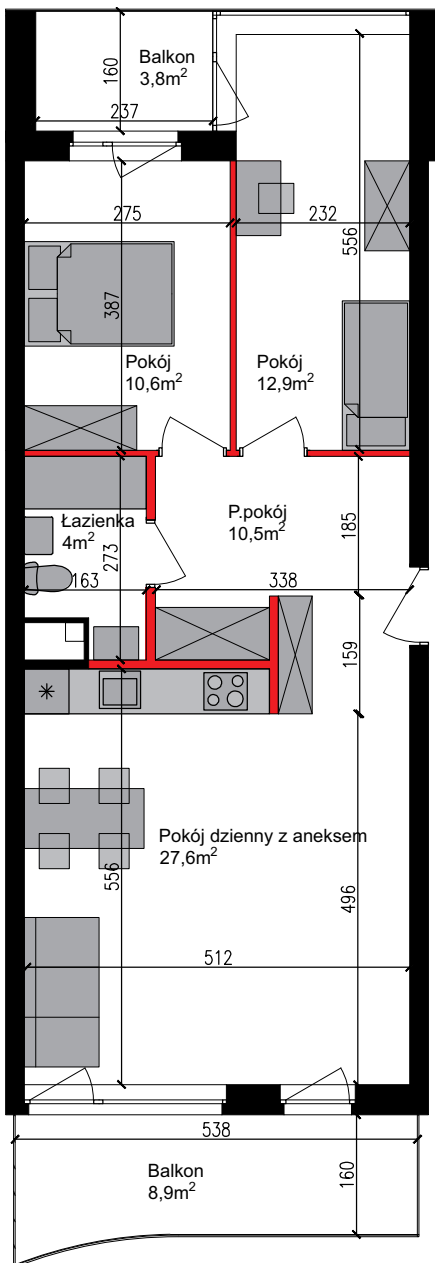 160
Balkon
3,8m²
237
275
232
556
387
Pokój
10,6m²
Pokój
12,9m²
Łazienka
4m²
P.pokój
10,5m²
273
185
163
338
159
Pokój dzienny z aneksem
27,6m²
556
496
512
538
Balkon
8,9m²
160